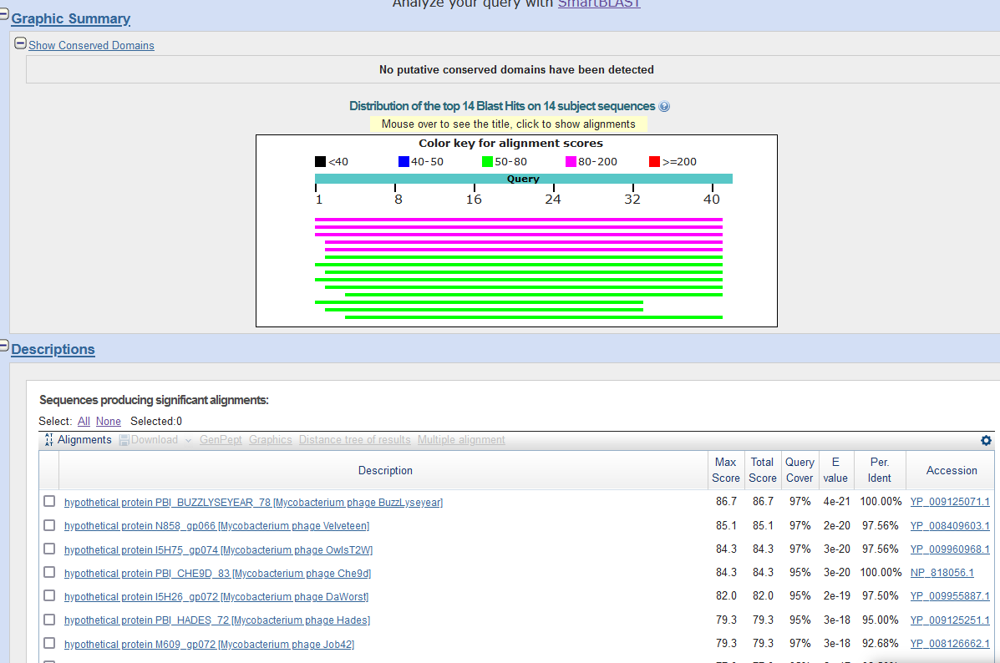 Analyze your query with SmartBLAST
Graphic Summary
Show Conserved Domains
No putative conserved domains have been detected
Distribution of the top 14 Blast Hits on 14 subject sequences
Mouse over to see the title, click to show alignments
Color key for alignment scores
<40 40-50 50-80 80-200 >=200
Query
1 8 16 24 32 40
Descriptions
Sequences producing significant alignments:
Select: All None Selected:0
Alignments Download GenPept Graphics Distance tree of results Multiple alignment
Description Max Score Total Score Query Cover E value Per. Ident Accession
hypothetical protein PBI_BUZZLYSEYEAR_78 [Mycobacterium phage BuzzLyseyear] 86.7 86.7 97% 4e-21 100.00% YP_009125071.1
hypothetical protein N858_gp066 [Mycobacterium phage Velveteen] 85.1 85.1 97% 2e-20 97.56% YP_008409603.1
hypothetical protein I5H75_gp074 [Mycobacterium phage OwlsT2W] 84.3 84.3 97% 3e-20 97.56% YP_009960968.1
hypothetical protein PBI_CHE9D_83 [Mycobacterium phage Che9d] 84.3 84.3 95% 3e-20 100.00% NP_818056.1
hypothetical protein I5H26_gp072 [Mycobacterium phage DaWorst] 82.0 82.0 95% 2e-19 97.50% YP_009955887.1
hypothetical protein PBI_HADES_72 [Mycobacterium phage Hades] 79.3 79.3 95% 3e-18 95.00% YP_009125251.1
hypothetical protein M609_gp072 [Mycobacterium phage Job42] 79.3 79.3 97% 3e-18 92.68% YP_008126662.1